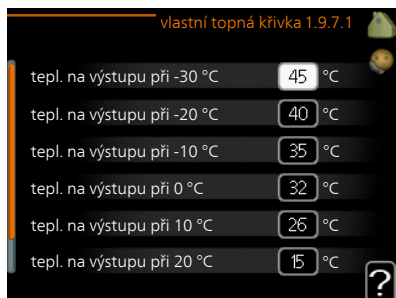 vlastní topná křivka 1.9.7.1
tepl. na výstupu při -30 °C 45 °C
tepl. na výstupu při -20 °C 40 °C
tepl. na výstupu při -10 °C 35 °C
tepl. na výstupu při 0 °C 32 °C
tepl. na výstupu při 10 °C 26 °C
tepl. na výstupu při 20 °C 15 °C
?